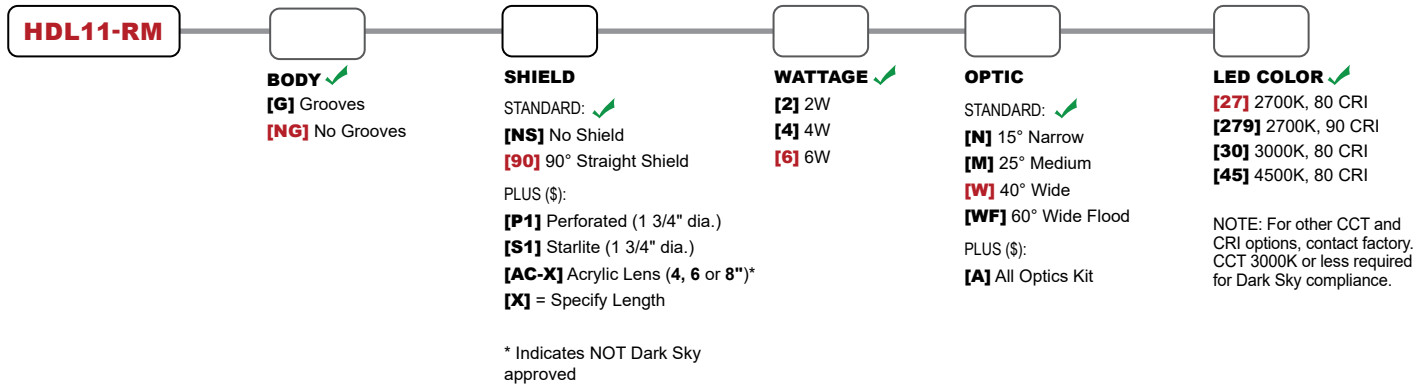 HDL11-RM
BODY
[G] Grooves
[NG] No Grooves
SHIELD
STANDARD:
[NS] No Shield
[90] 90° Straight Shield
PLUS ($):
[P1] Perforated (1 3/4" dia.)
[S1] Starlite (1 3/4" dia.)
[AC-X] Acrylic Lens (4, 6 or 8")*
[X] = Specify Length
* Indicates NOT Dark Sky
approved
WATTAGE
[2] 2W
[4] 4W
[6] 6W
OPTIC
STANDARD:
[N] 15° Narrow
[M] 25° Medium
[W] 40° Wide
[WF] 60° Wide Flood
PLUS ($):
[A] All Optics Kit
LED COLOR
[27] 2700K, 80 CRI
[279] 2700K, 90 CRI
[30] 3000K, 80 CRI
[45] 4500K, 80 CRI
NOTE: For other CCT and
CRI options, contact factory.
CCT 3000K or less required
for Dark Sky compliance.